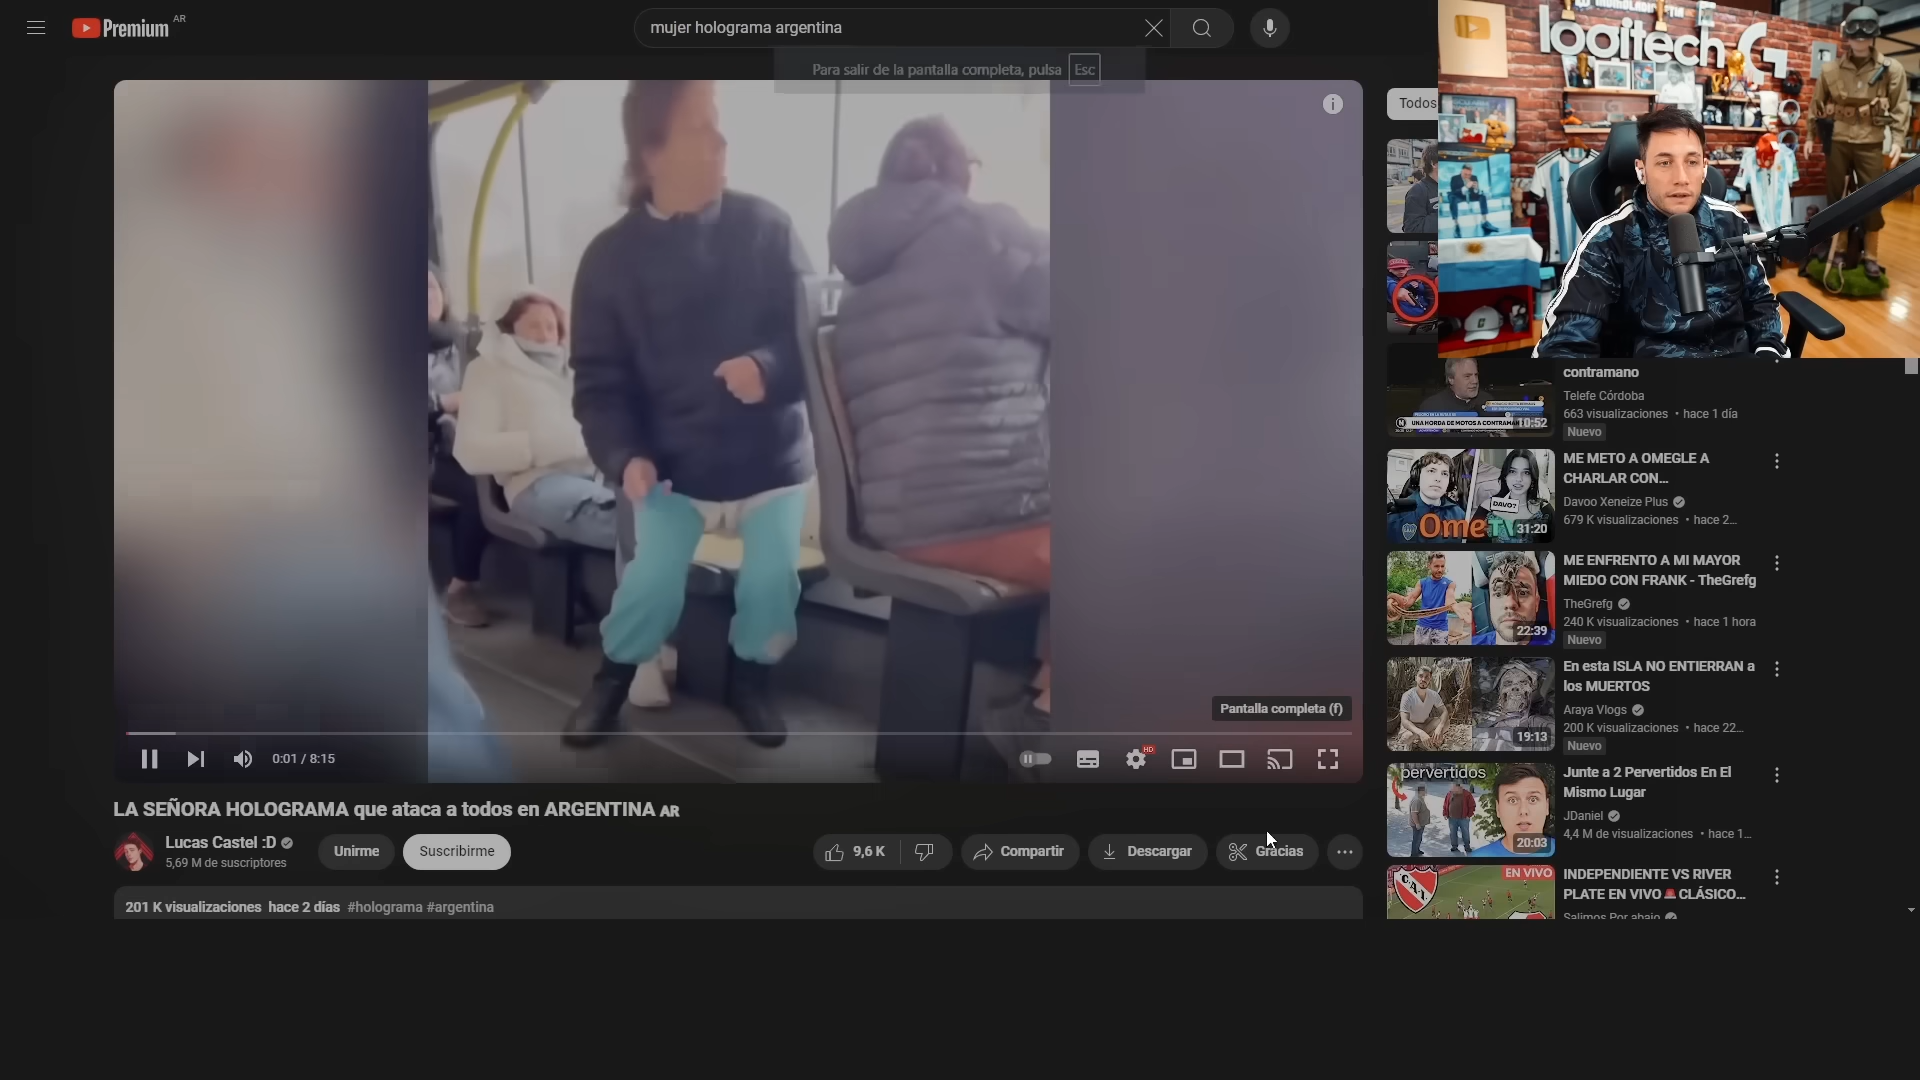 Premium AR
mujer holograma argentina
Para salir de la pantalla completa, pulsa Esc
Todos
logitech G
Pantalla completa (f)
0:01 / 8:15
HD
LA SEÑORA HOLOGRAMA que ataca a todos en ARGENTINA AR
Lucas Castel :D
5,69 M de suscriptores
Unirme
Suscribirme
9,6 K
Compartir
Descargar
Gracias
201 K visualizaciones hace 2 días #holograma #argentina
contramano
Telefe Córdoba
663 visualizaciones • hace 1 día
Nuevo
UNA HORDA DE MOTOS A CONTRAMAN
10:52
ME METO A OMEGLE A
CHARLAR CON...
Davoo Xeneize Plus
679 K visualizaciones • hace 2...
DAVO?
OmeTV
31:20
ME ENFRENTO A MI MAYOR
MIEDO CON FRANK - TheGrefg
TheGrefg
240 K visualizaciones • hace 1 hora
Nuevo
22:39
En esta ISLA NO ENTIERRAN a
los MUERTOS
Araya Vlogs
200 K visualizaciones • hace 22...
Nuevo
19:13
pervertidos
Junte a 2 Pervertidos En El
Mismo Lugar
JDaniel
4,4 M de visualizaciones • hace 1...
20:03
C.A.I.
EN VIVO
INDEPENDIENTE VS RIVER
PLATE EN VIVO🚨CLÁSICO...
Salimos Por abajo